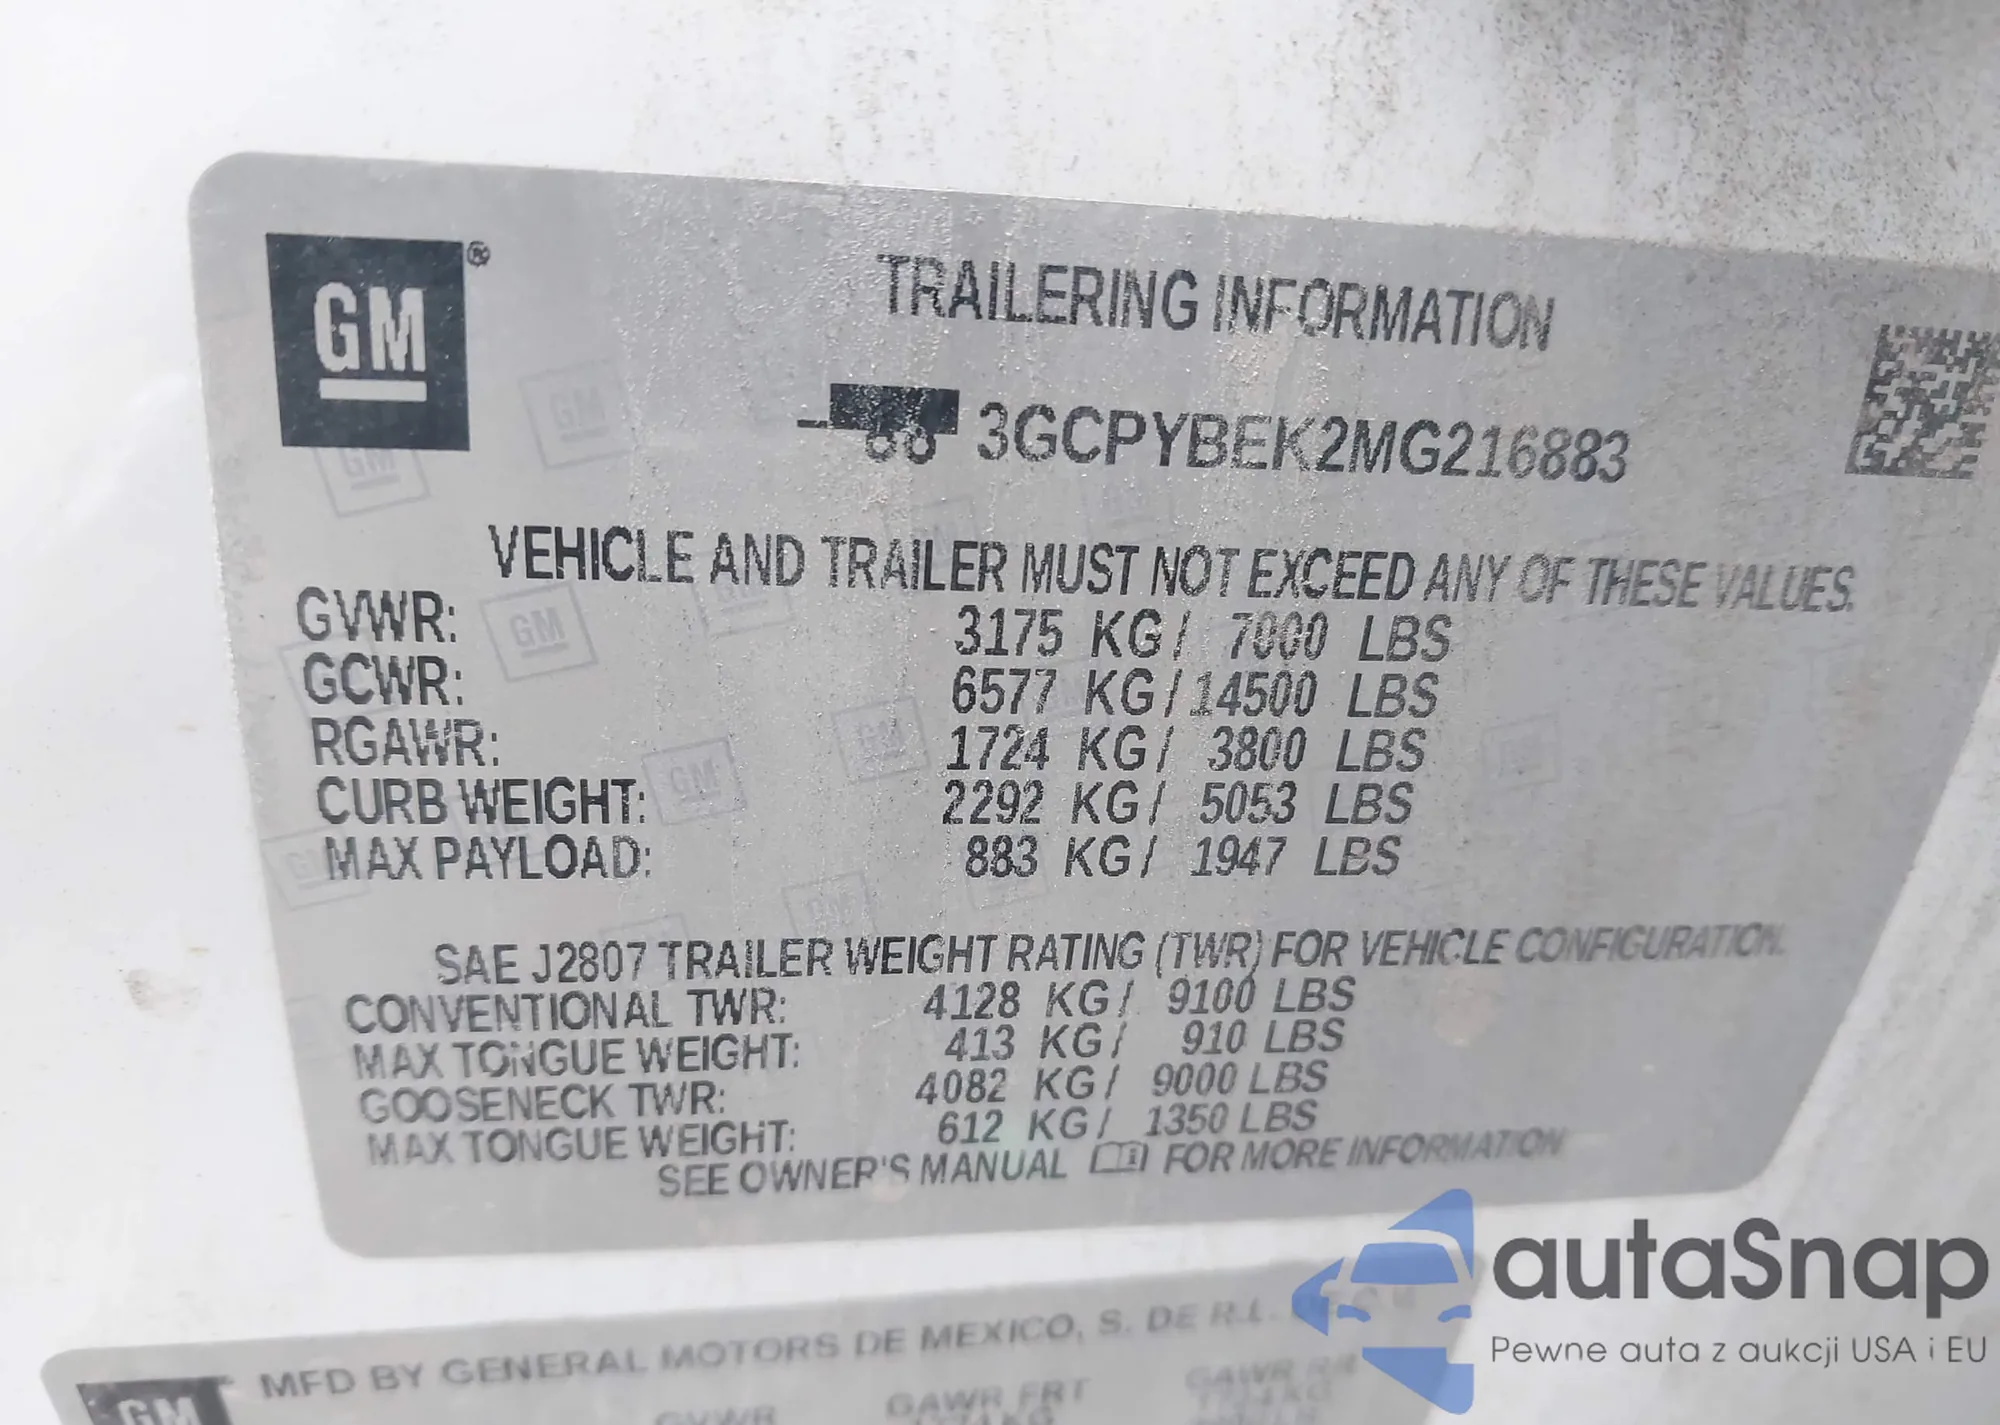 GM ®
TRAILERING INFORMATION
3GCPYBEK2MG216883
VEHICLE AND TRAILER MUST NOT EXCEED ANY OF THESE VALUES.
GVWR: 3175 KG/ 7000 LBS
GCWR: 6577 KG/14500 LBS
RGAWR: 1724 KG/ 3800 LBS
CURB WEIGHT: 2292 KG/ 5053 LBS
MAX PAYLOAD: 883 KG/ 1947 LBS
SAE J2807 TRAILER WEIGHT RATING (TWR) FOR VEHICLE CONFIGURATION.
CONVENTIONAL TWR: 4128 KG/ 9100 LBS
MAX TONGUE WEIGHT: 413 KG/ 910 LBS
GOOSENECK TWR: 4082 KG/ 9000 LBS
MAX TONGUE WEIGHT: 612 KG/ 1350 LBS
SEE OWNER'S MANUAL FOR MORE INFORMATION
autaSnap
Pewne auta z aukcji USA i EU
MFD BY GENERAL MOTORS DE MEXICO, S. DE R.L.
GM
GVWR GAWR FRT GAWR RR